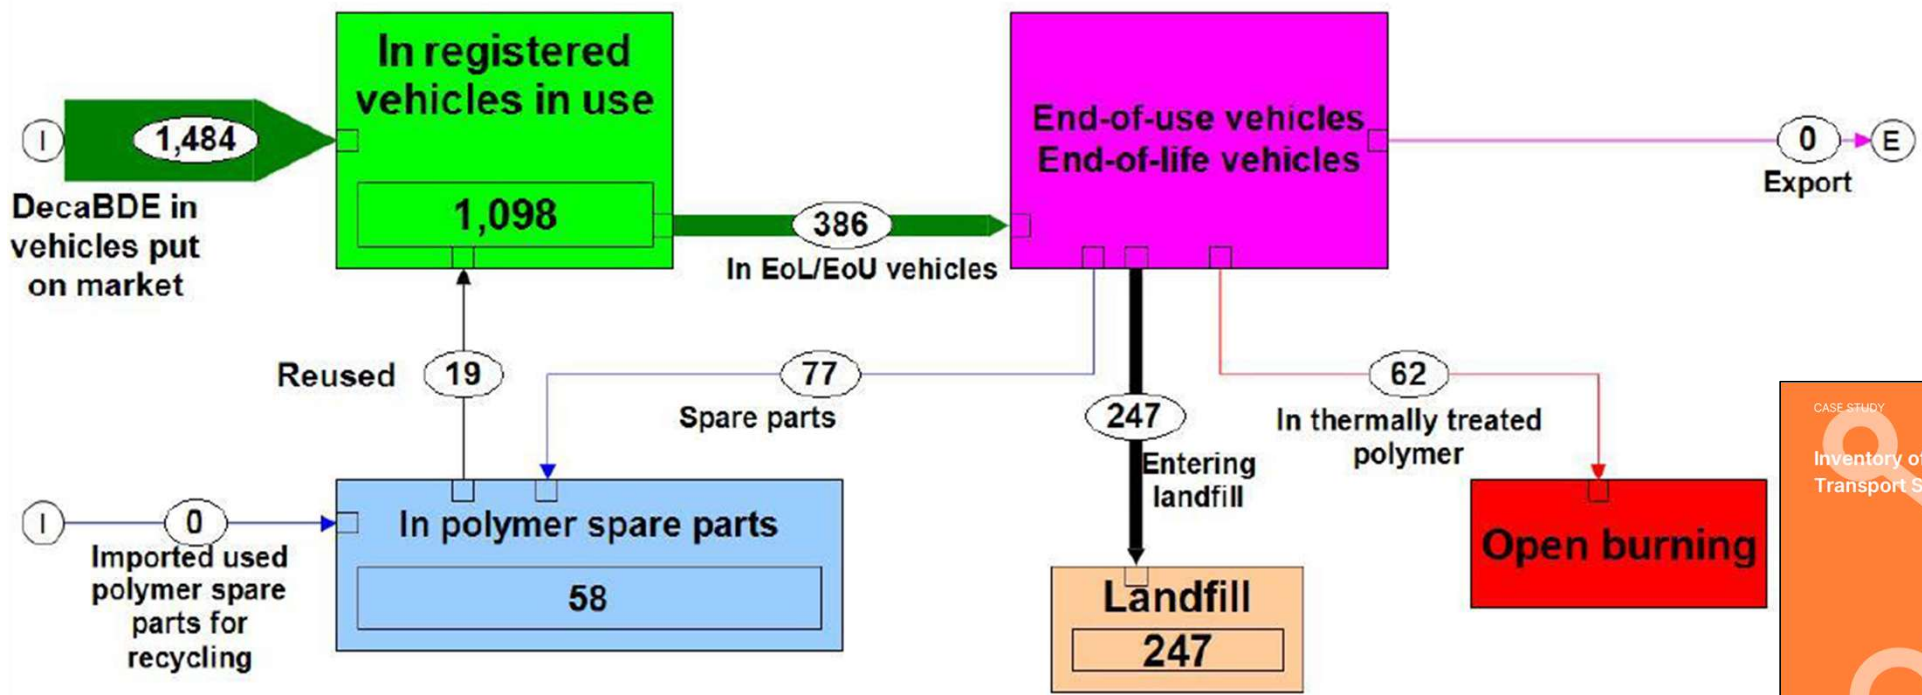 In registered
vehicles in use
1,098
I
1,484
DecaBDE in
vehicles put
on market
386
In EoL/EoU vehicles
End-of-use vehicles
End-of-life vehicles
0
E
Export
Reused
19
77
Spare parts
247
Entering
landfill
62
In thermally treated
polymer
I
0
Imported used
polymer spare
parts for
recycling
In polymer spare parts
58
Landfill
247
Open burning
CASE STUDY
Inventory of
Transport